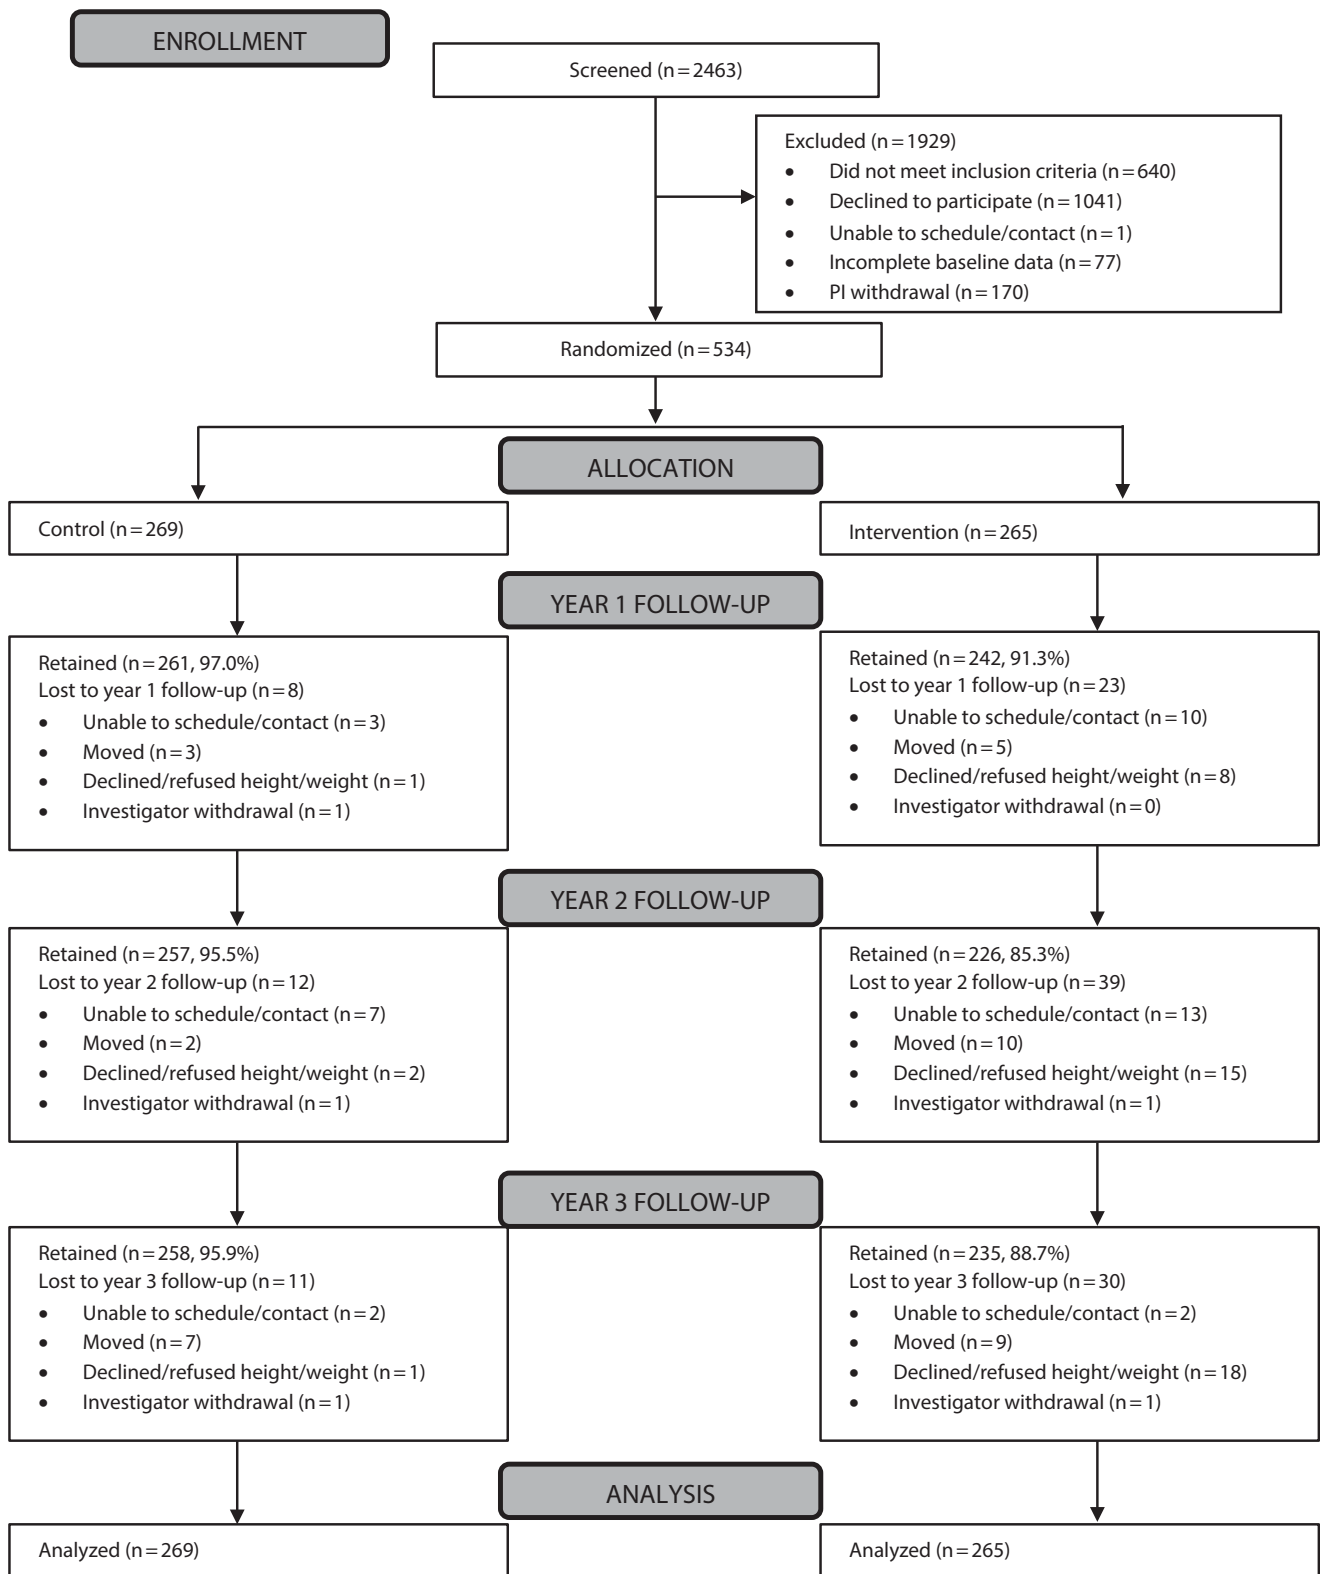 ENROLLMENT
Screened (n=2463)
Excluded (n=1929)
• Did not meet inclusion criteria (n=640)
• Declined to participate (n=1041)
• Unable to schedule/contact (n=1)
• Incomplete baseline data (n=77)
• PI withdrawal (n=170)
Randomized (n=534)
ALLOCATION
Control (n=269)
Intervention (n=265)
YEAR 1 FOLLOW-UP
Retained (n=261, 97.0%)
Lost to year 1 follow-up (n=8)
• Unable to schedule/contact (n=3)
• Moved (n=3)
• Declined/refused height/weight (n=1)
• Investigator withdrawal (n=1)
Retained (n=242, 91.3%)
Lost to year 1 follow-up (n=23)
• Unable to schedule/contact (n=10)
• Moved (n=5)
• Declined/refused height/weight (n=8)
• Investigator withdrawal (n=0)
YEAR 2 FOLLOW-UP
Retained (n=257, 95.5%)
Lost to year 2 follow-up (n=12)
• Unable to schedule/contact (n=7)
• Moved (n=2)
• Declined/refused height/weight (n=2)
• Investigator withdrawal (n=1)
Retained (n=226, 85.3%)
Lost to year 2 follow-up (n=39)
• Unable to schedule/contact (n=13)
• Moved (n=10)
• Declined/refused height/weight (n=15)
• Investigator withdrawal (n=1)
YEAR 3 FOLLOW-UP
Retained (n=258, 95.9%)
Lost to year 3 follow-up (n=11)
• Unable to schedule/contact (n=2)
• Moved (n=7)
• Declined/refused height/weight (n=1)
• Investigator withdrawal (n=1)
Retained (n=235, 88.7%)
Lost to year 3 follow-up (n=30)
• Unable to schedule/contact (n=2)
• Moved (n=9)
• Declined/refused height/weight (n=18)
• Investigator withdrawal (n=1)
ANALYSIS
Analyzed (n=269)
Analyzed (n=265)